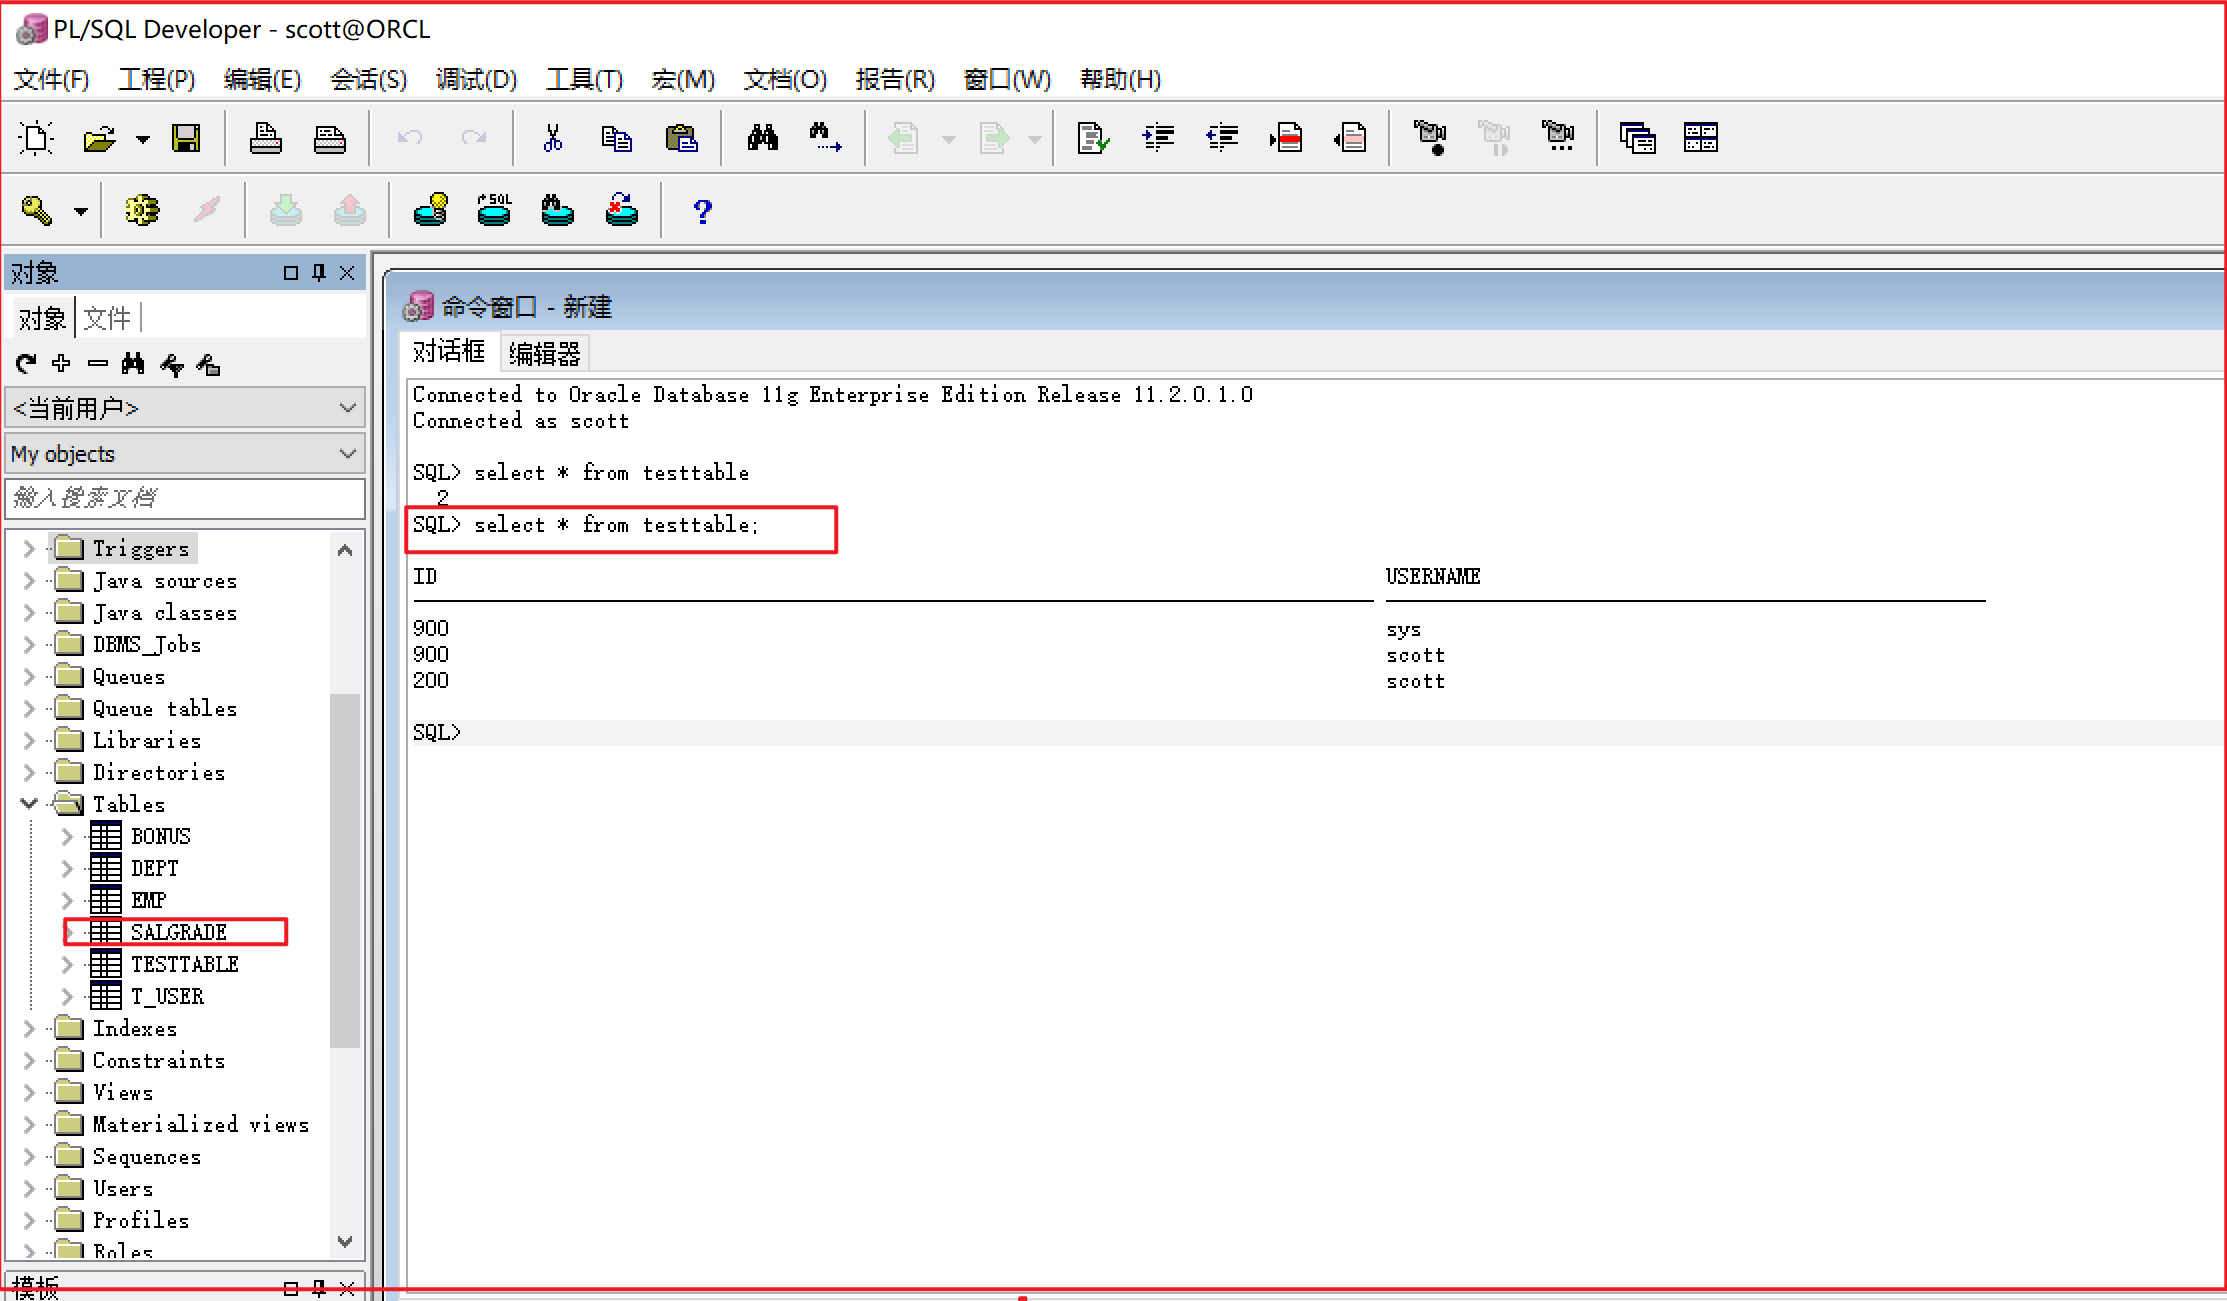 PL/SQL Developer - scott@ORCL
文件(F) 工程(P) 编辑(E) 会话(S) 调试(D) 工具(T) 宏(M) 文档(O) 报告(R) 窗口(W) 帮助(H)
SQL
?
对象
对象 文件
<当前用户>
My objects
输入搜索文档
Triggers
Java sources
Java classes
DBMS_Jobs
Queues
Queue tables
Libraries
Directories
Tables
BONUS
DEPT
EMP
SALGRADE
TESTTABLE
T_USER
Indexes
Constraints
Views
Materialized views
Sequences
Users
Profiles
Roles
模板
命令窗口 - 新建
对话框 编辑器
Connected to Oracle Database 11g Enterprise Edition Release 11.2.0.1.0
Connected as scott
SQL> select * from testtable
2
SQL> select * from testtable;
ID USERNAME
900 sys
900 scott
200 scott
SQL>